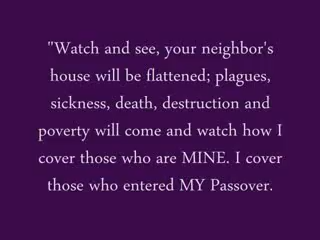 "Watch and see, your neighbor's
house will be flattened; plagues,
sickness, death, destruction and
poverty will come and watch how I
cover those who are MINE. I cover
those who entered MY Passover.